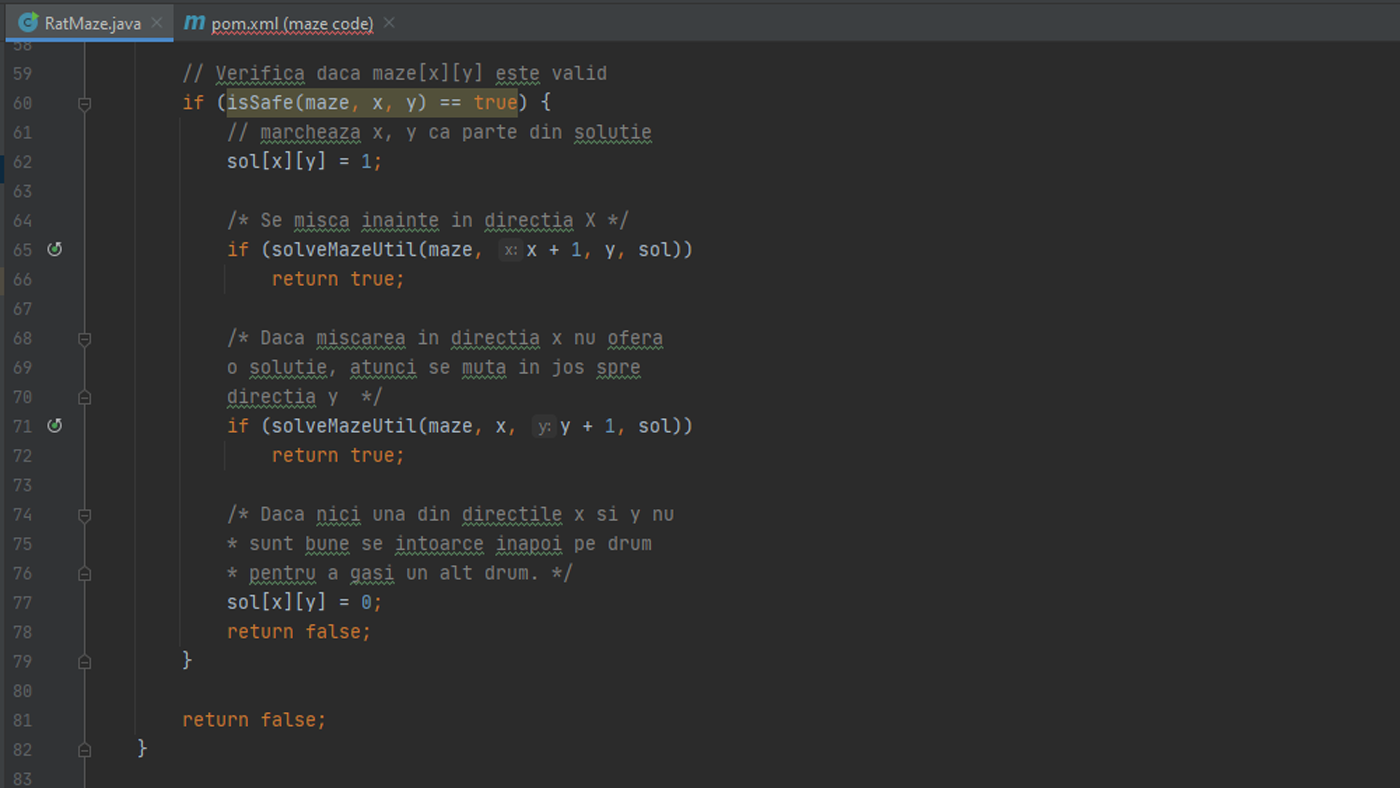 RatMaze.java
m pom.xml (maze code)
58
59 // Verifica daca maze[x][y] este valid
60 if (isSafe(maze, x, y) == true) {
61 // marcheaza x, y ca parte din solutie
62 sol[x][y] = 1;
63
64 /* Se misca inainte in directia X */
65 if (solveMazeUtil(maze, x: x + 1, y, sol))
66 return true;
67
68 /* Daca miscarea in directia x nu ofera
69 o solutie, atunci se muta in jos spre
70 directia y */
71 if (solveMazeUtil(maze, x, y: y + 1, sol))
72 return true;
73
74 /* Daca nici una din directile x si y nu
75 * sunt bune se intoarce inapoi pe drum
76 * pentru a gasi un alt drum. */
77 sol[x][y] = 0;
78 return false;
79 }
80
81 return false;
82 }
83